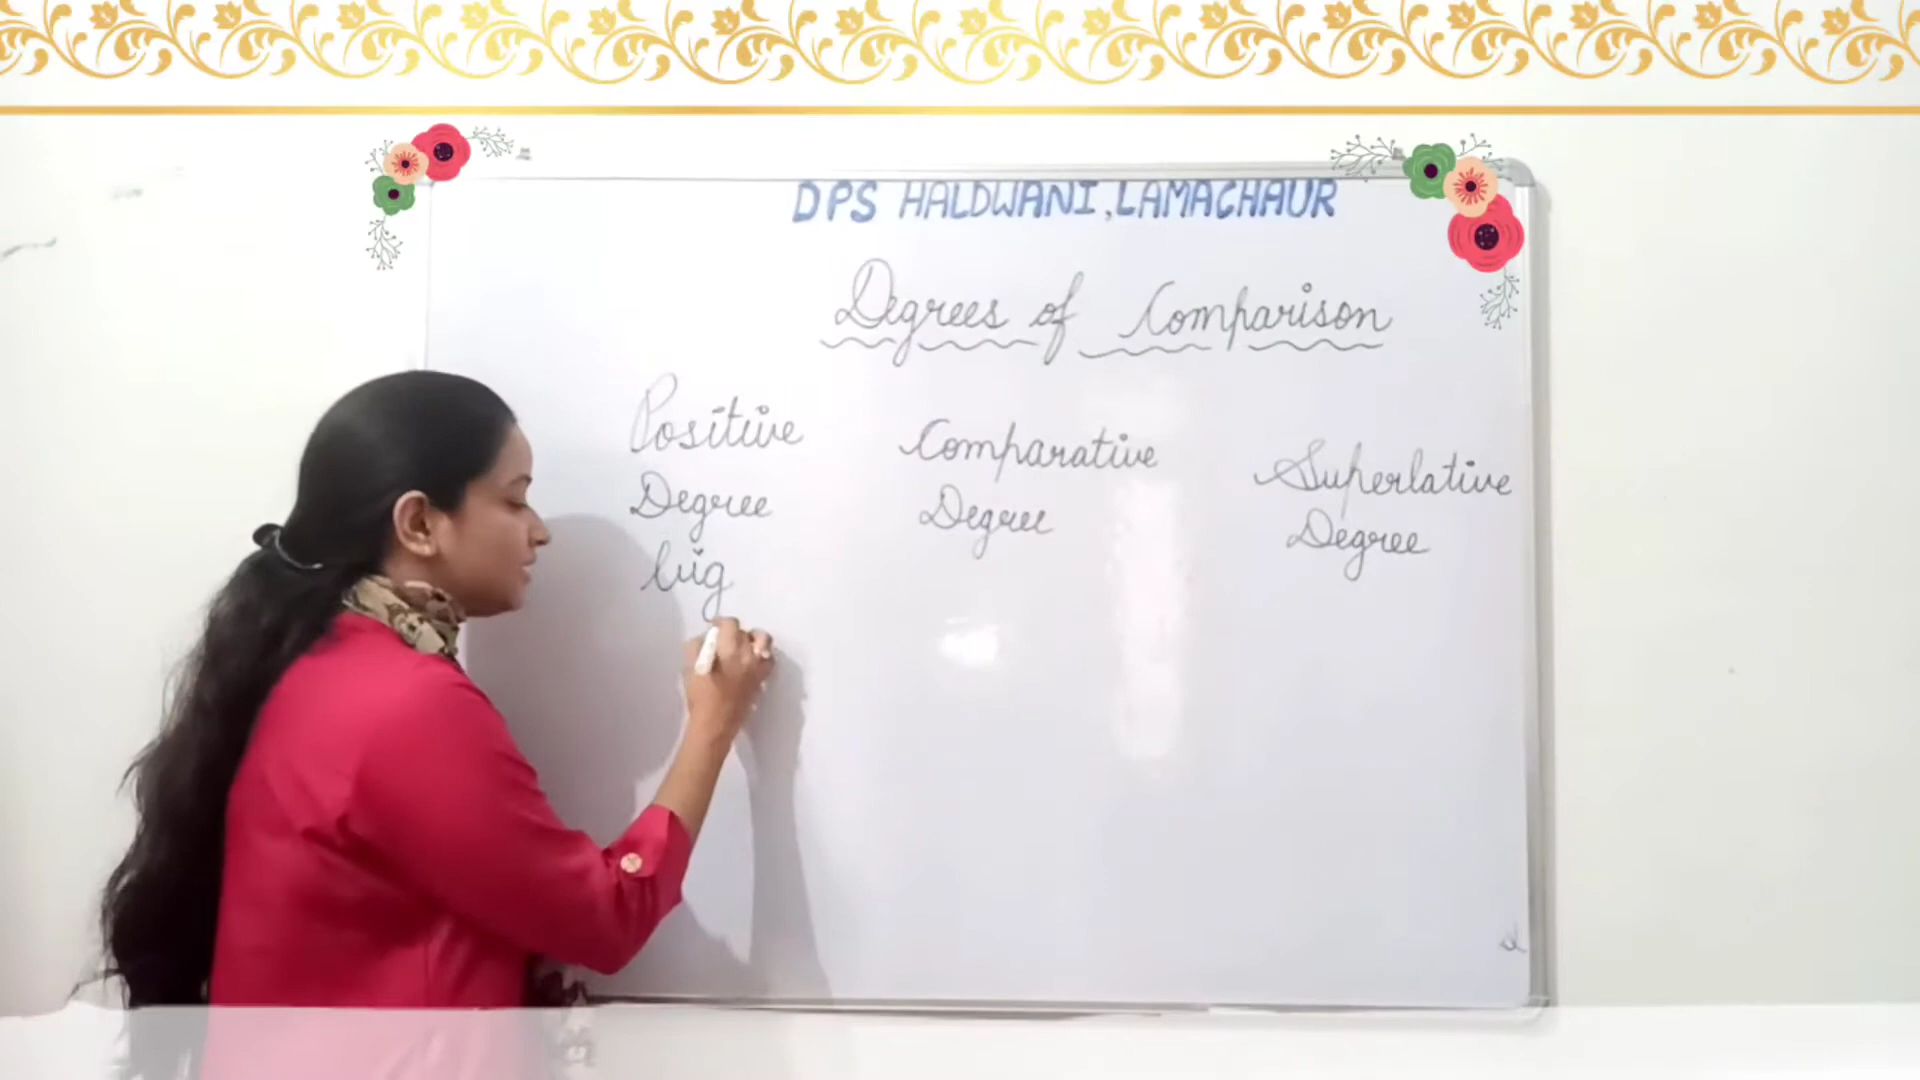 DPS HALDWANI, LAMACHAUR
Degrees of Comparison
Positive
Degree
big
Comparative
Degree
Superlative
Degree